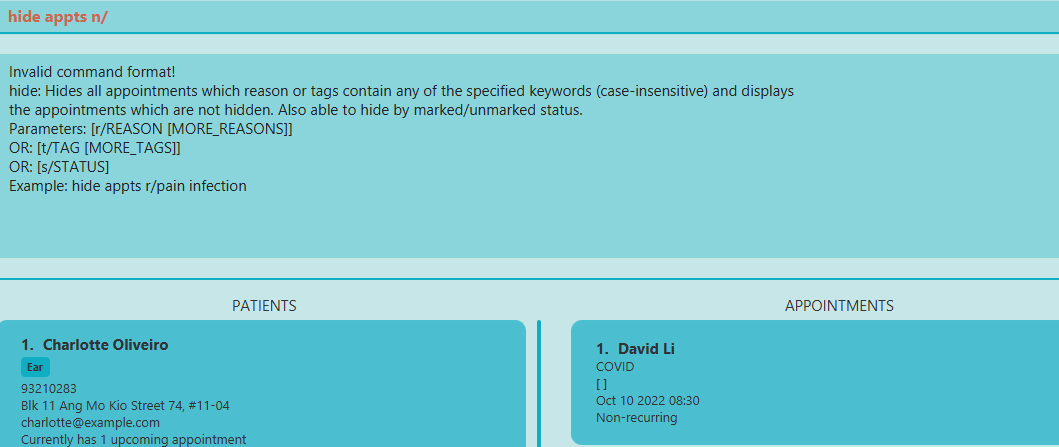 hide appts n/
Invalid command format!
hide: Hides all appointments which reason or tags contain any of the specified keywords (case-insensitive) and displays
the appointments which are not hidden. Also able to hide by marked/unmarked status.
Parameters: [r/REASON [MORE_REASONS]]
OR: [t/TAG [MORE_TAGS]]
OR: [s/STATUS]
Example: hide appts r/pain infection
PATIENTS
1. Charlotte Oliveiro
Ear
93210283
Blk 11 Ang Mo Kio Street 74, #11-04
charlotte@example.com
Currently has 1 upcoming appointment
APPOINTMENTS
1. David Li
COVID
[ ]
Oct 10 2022 08:30
Non-recurring